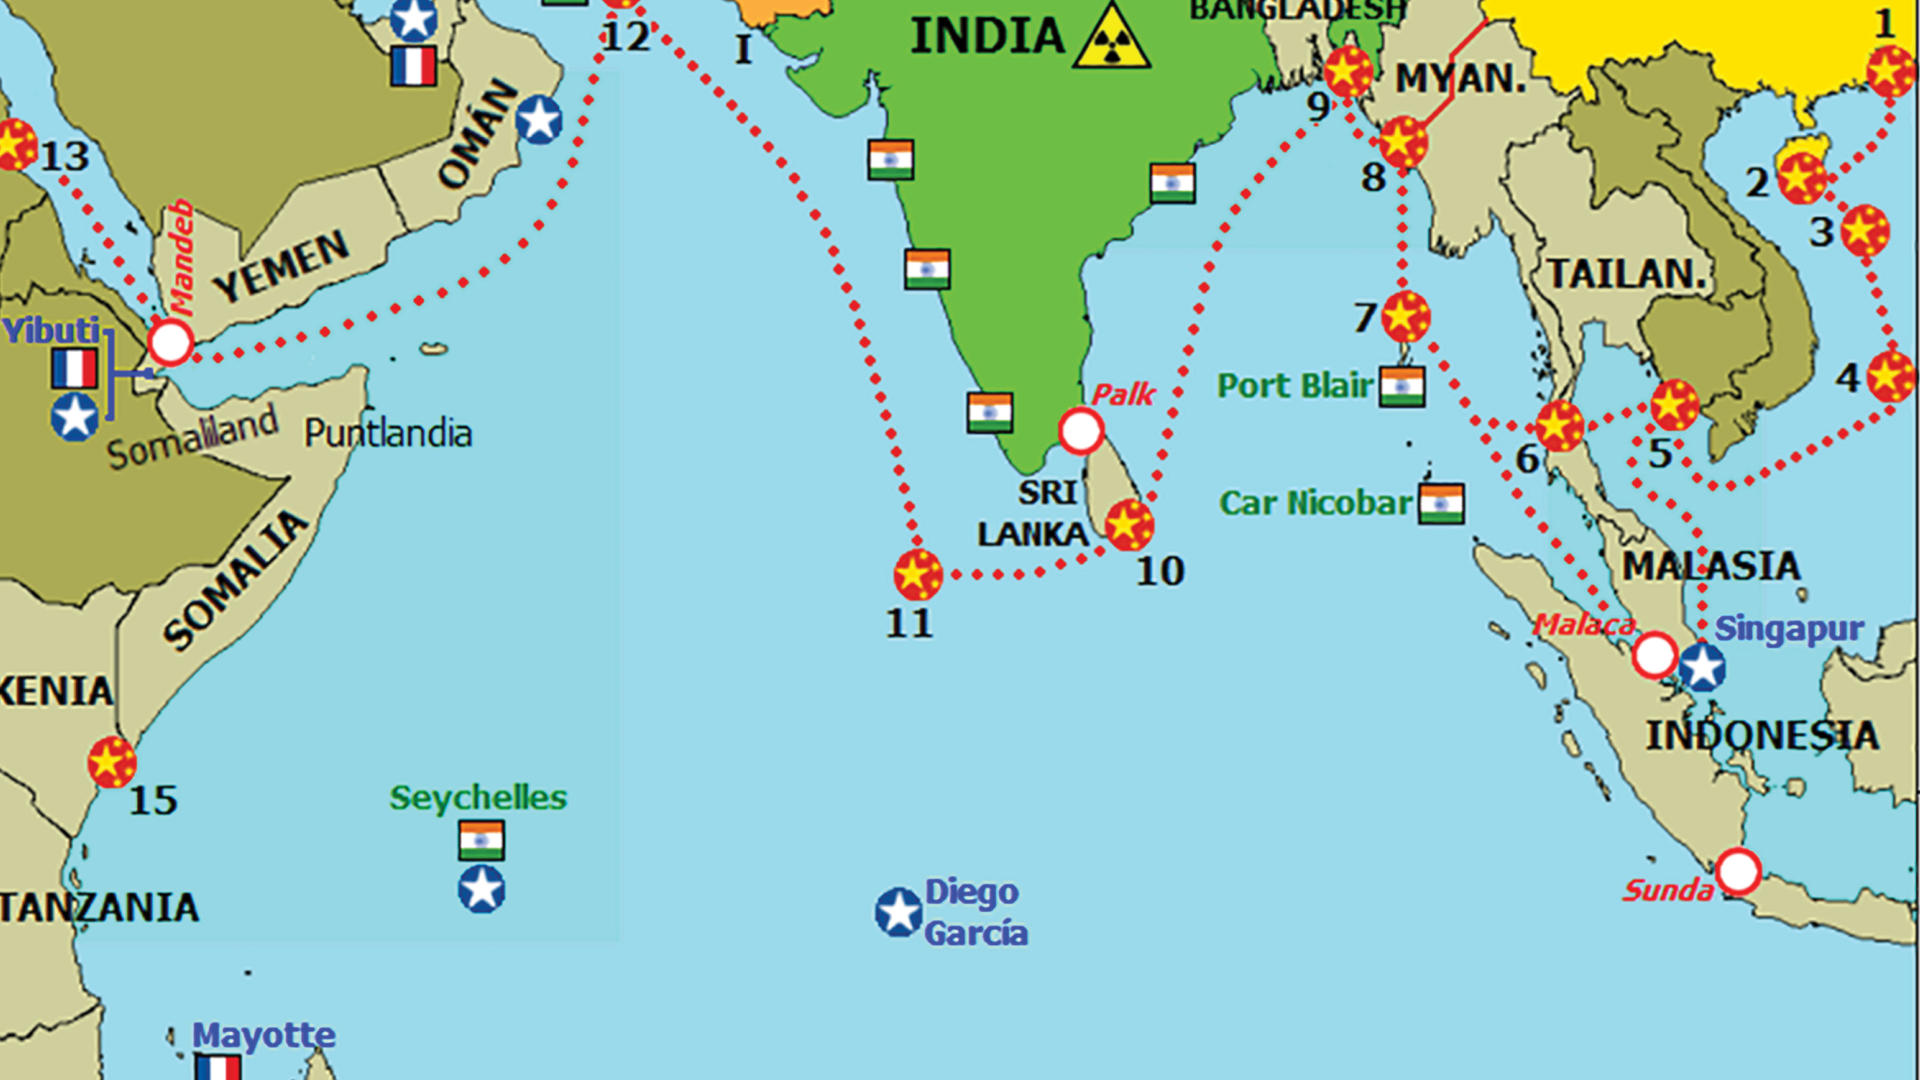 BANGLADESH
1
12
I
INDIA
MYAN.
9
OMÁN
13
8
2
Mandeb
3
YEMEN
TAILAN.
7
Yibuti
4
Port Blair
Palk
Somaliland
Puntlandia
6
5
SRI
LANKA
Car Nicobar
10
MALASIA
SOMALIA
11
Malaca
Singapur
KENIA
INDONESIA
15
Seychelles
Sunda
TANZANIA
Diego
García
Mayotte